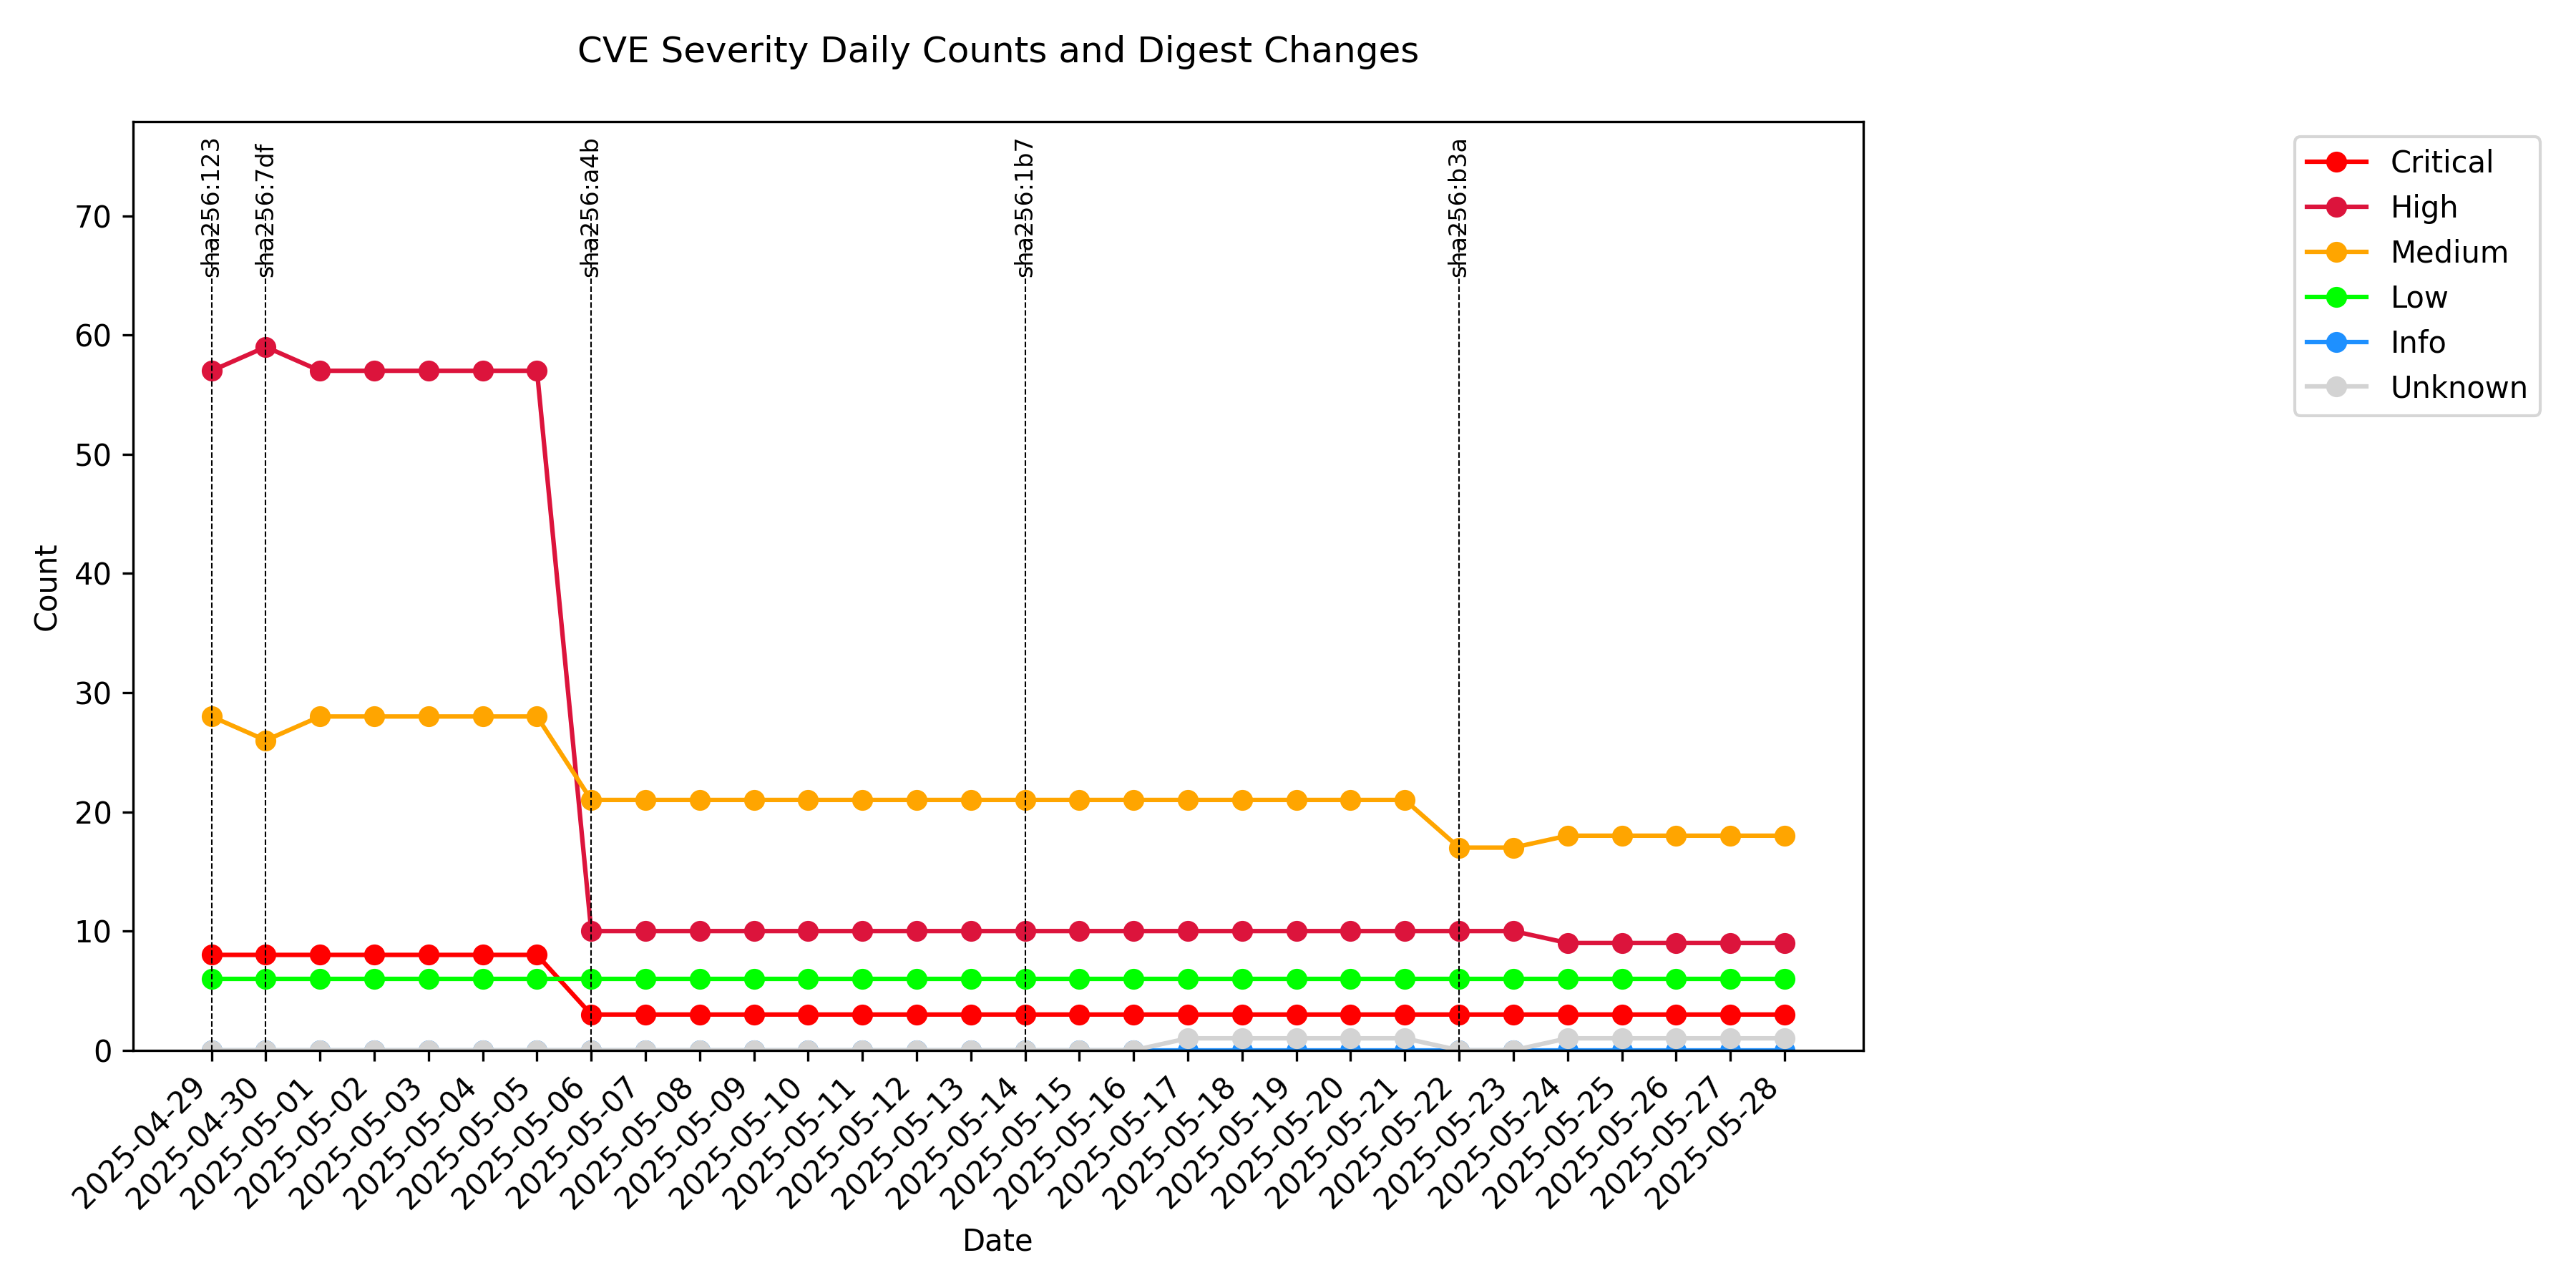 CVE Severity Daily Counts and Digest Changes
sha256:123
sha256:7df
sha256:a4b
sha256:1b7
sha256:b3a
Critical
High
Medium
Low
Info
Unknown
Count
70
60
50
40
30
20
10
0
2025-04-29
2025-04-30
2025-05-01
2025-05-02
2025-05-03
2025-05-04
2025-05-05
2025-05-06
2025-05-07
2025-05-08
2025-05-09
2025-05-10
2025-05-11
2025-05-12
2025-05-13
2025-05-14
2025-05-15
2025-05-16
2025-05-17
2025-05-18
2025-05-19
2025-05-20
2025-05-21
2025-05-22
2025-05-23
2025-05-24
2025-05-25
2025-05-26
2025-05-27
2025-05-28
Date